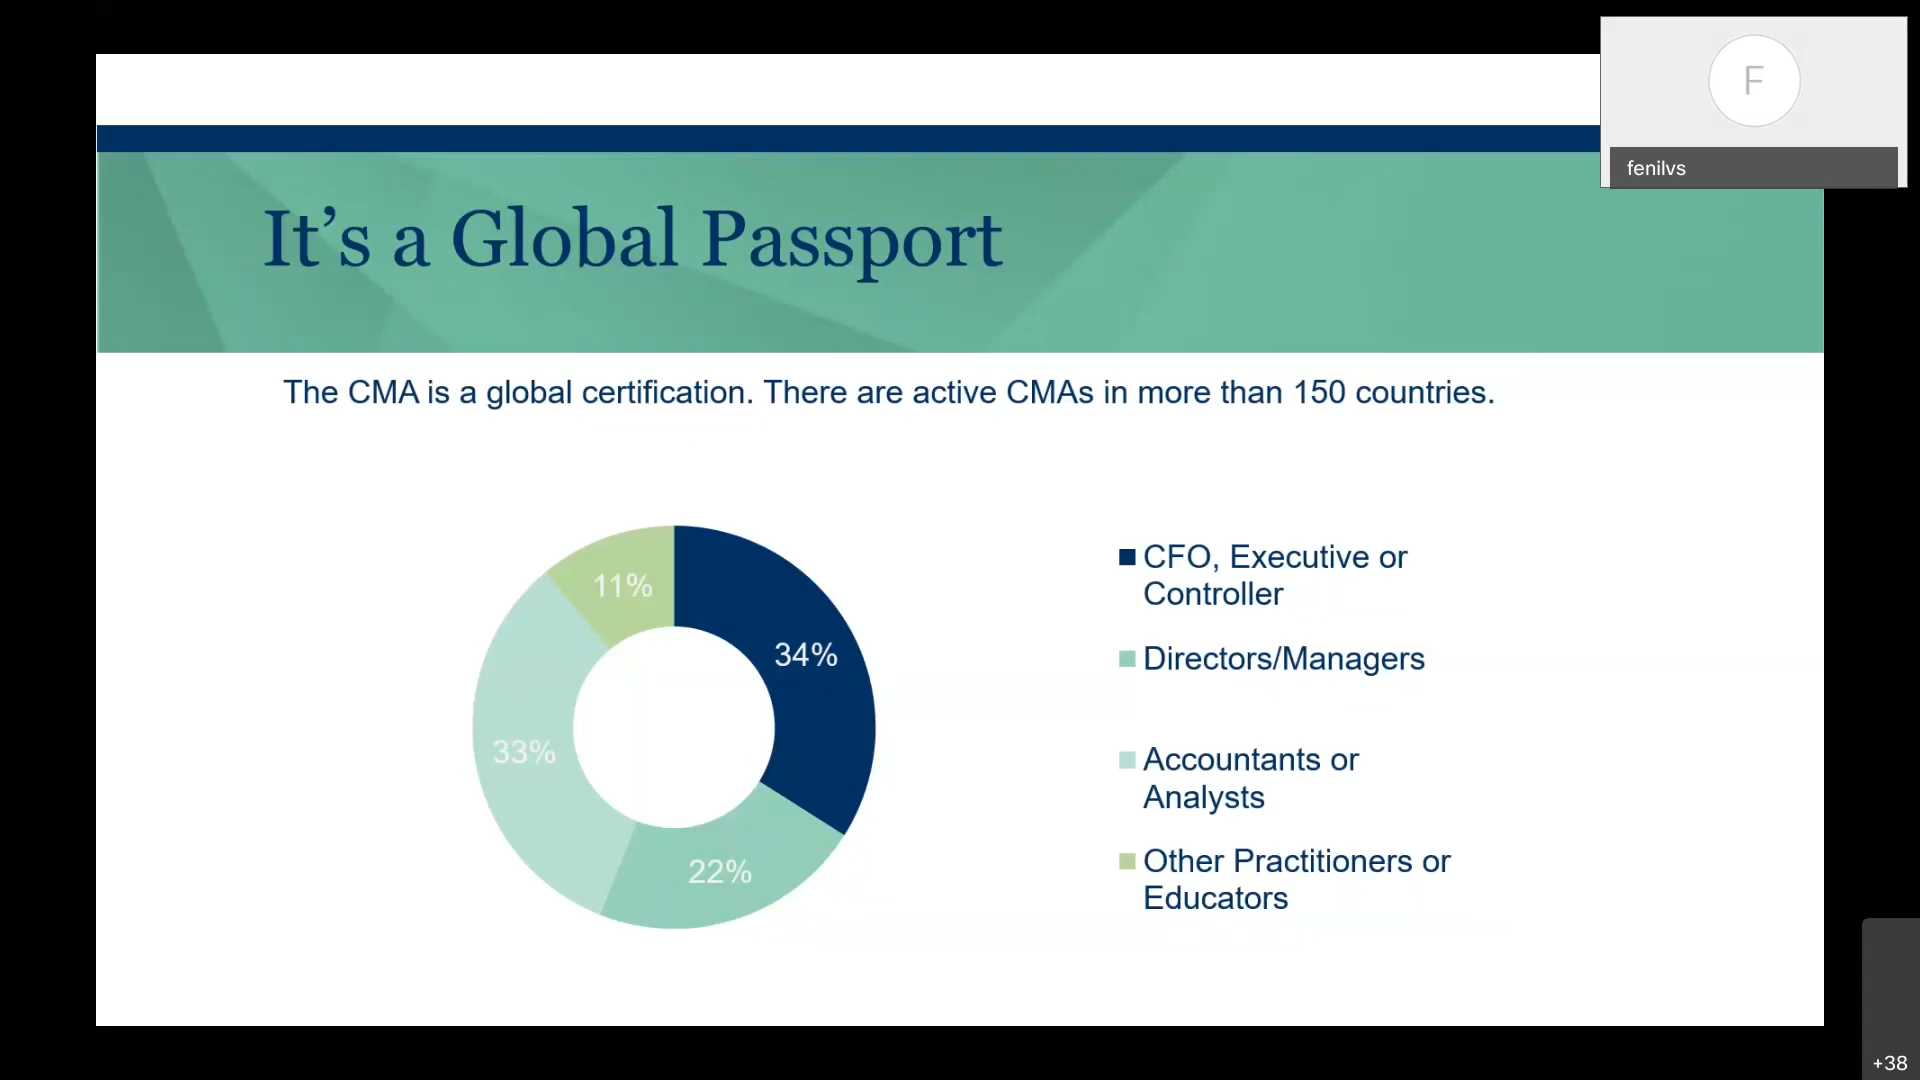 F
fenilvs
It’s a Global Passport
The CMA is a global certification. There are active CMAs in more than 150 countries.
11%
34%
33%
22%
CFO, Executive or
Controller
Directors/Managers
Accountants or
Analysts
Other Practitioners or
Educators
+38